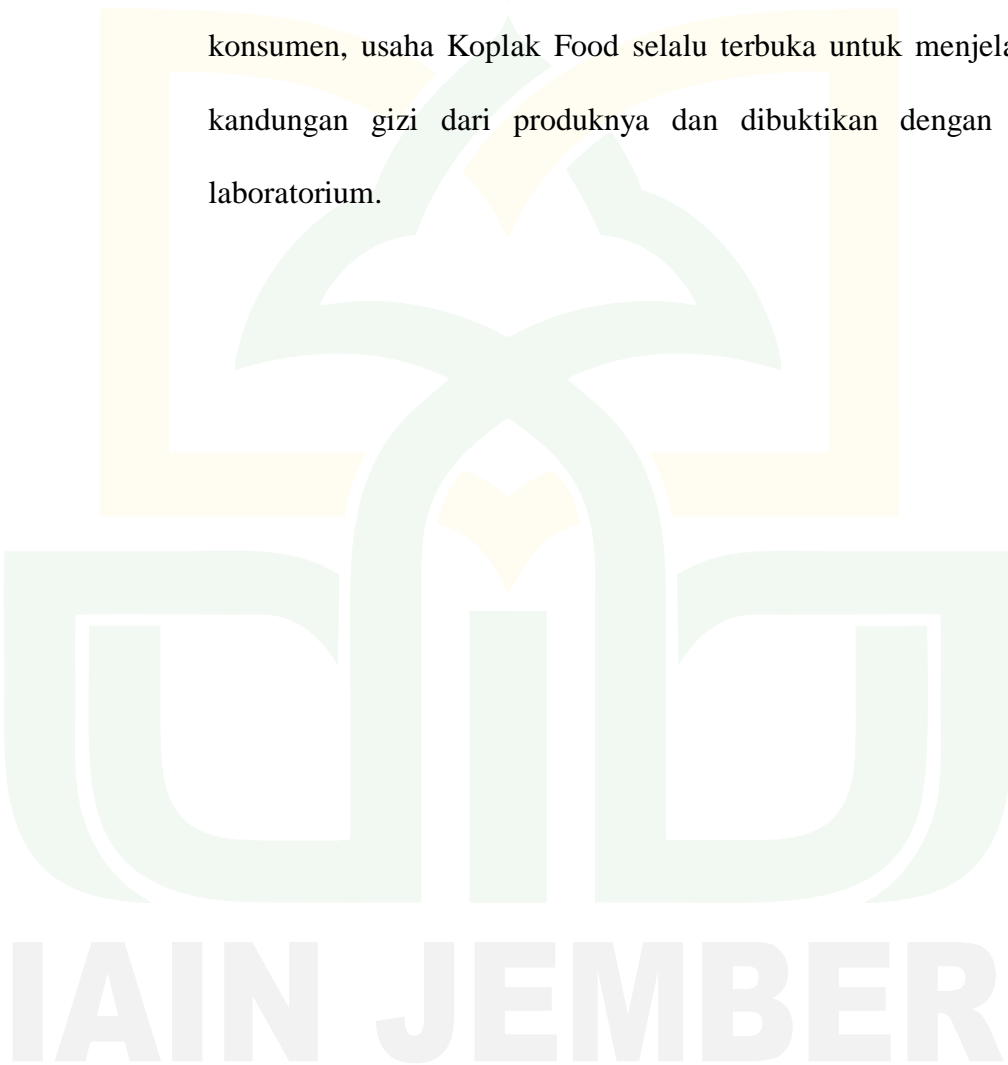 konsumen, usaha Koplak Food selalu terbuka untuk
kandungan gizi dari produknya dan dibuktikan dengan
laboratorium.
IAIN JEMBER